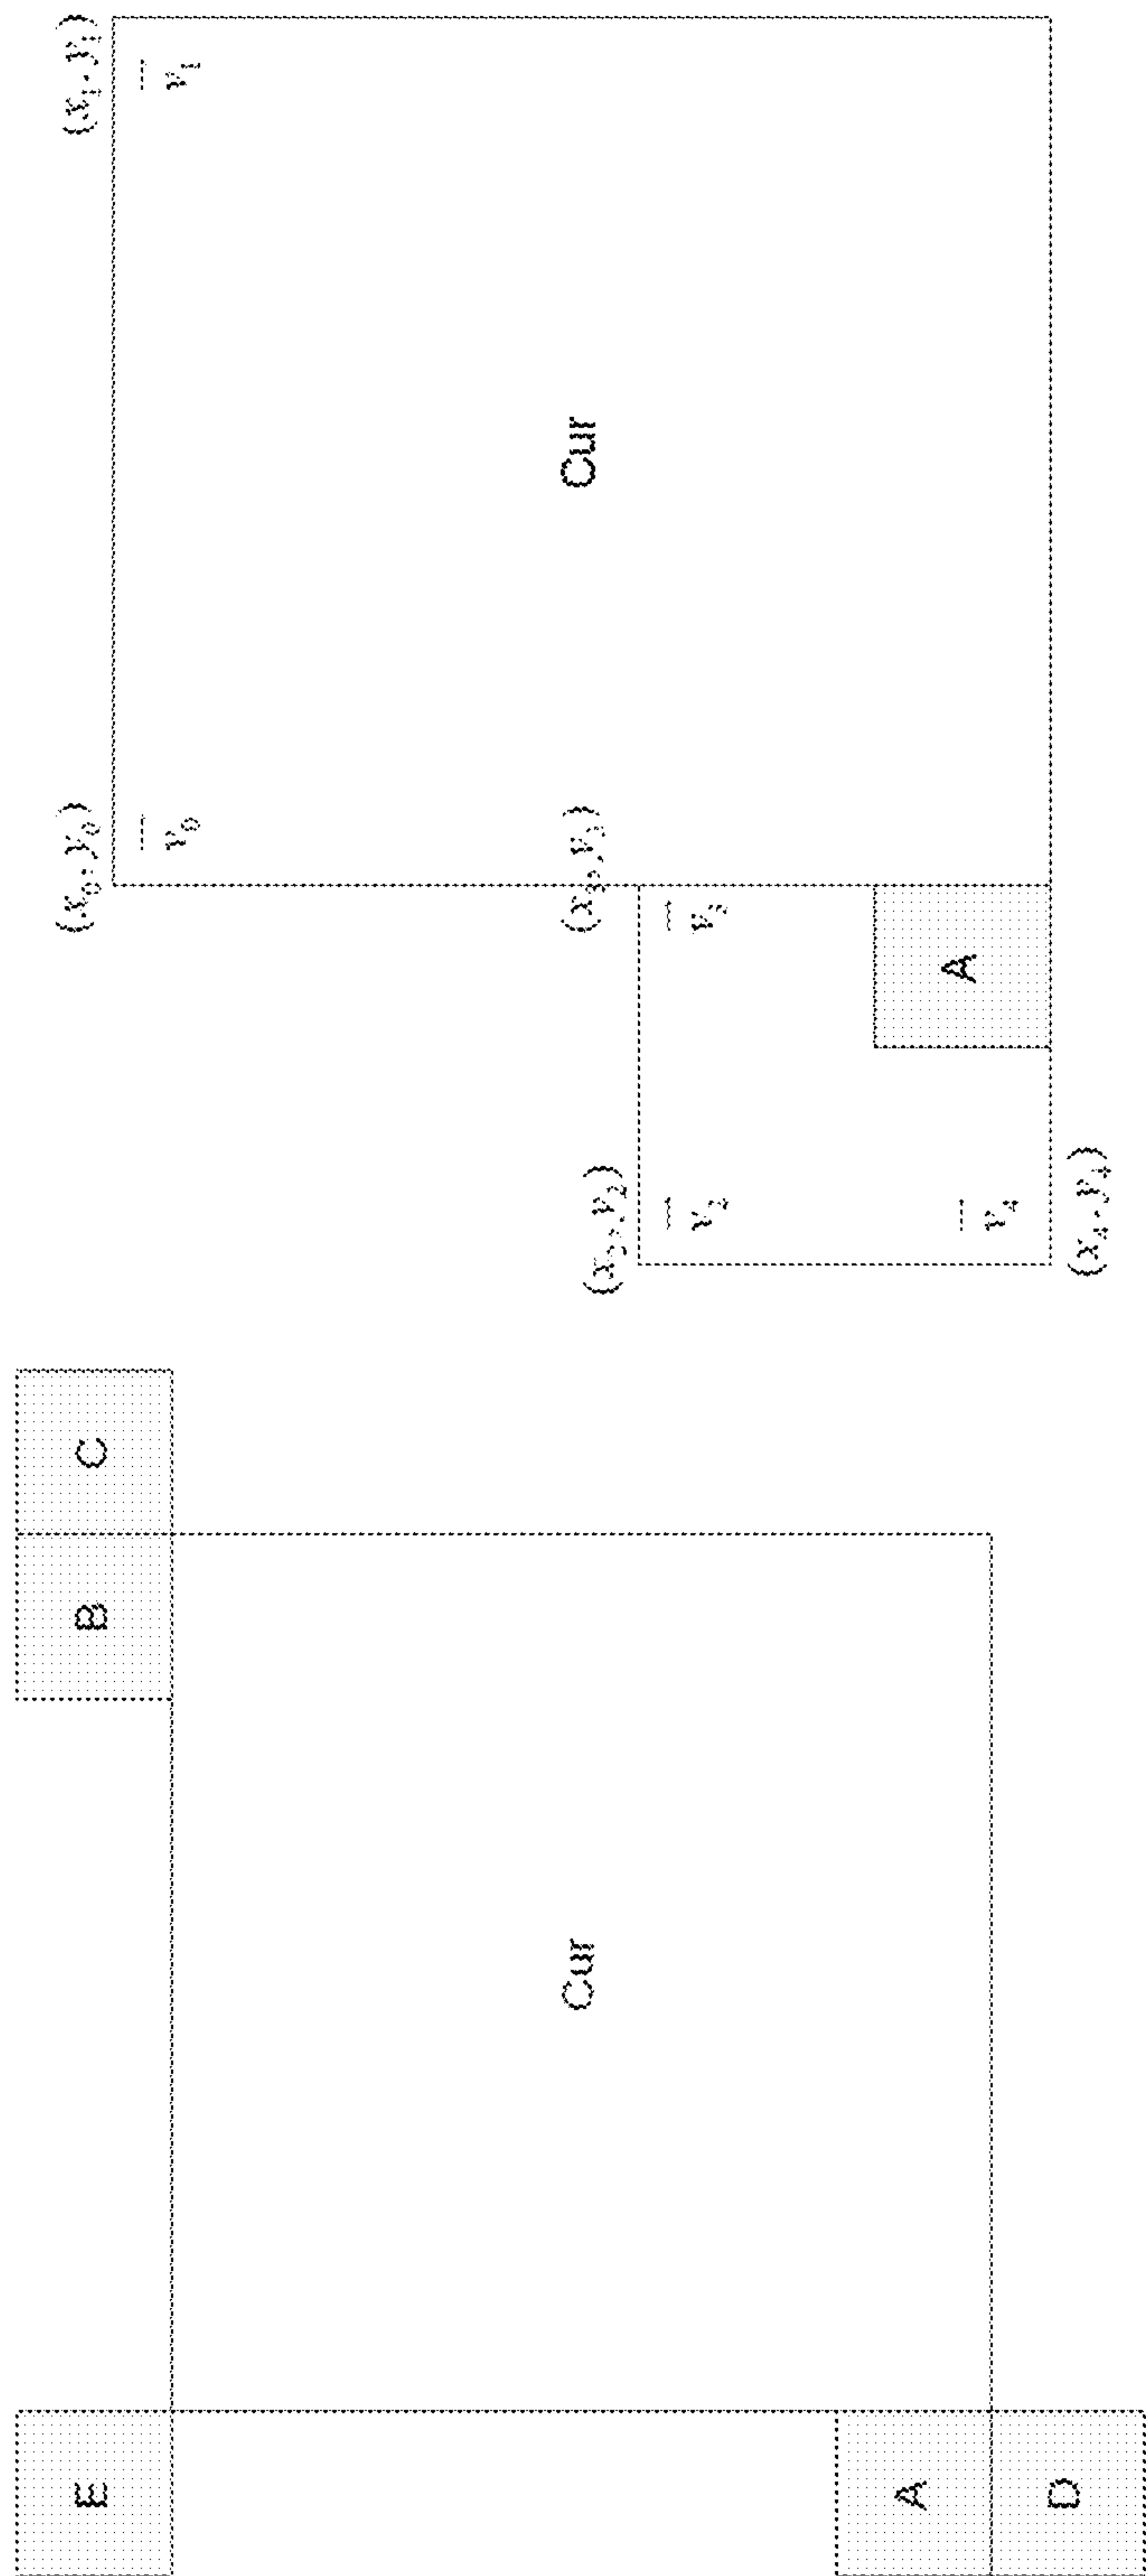 E B C
Cur
A
D
(x₀, y₀) (x₁, y₁)
v₀ v₁
Cur
(x₂, y₂) (x₃, y₃)
v₂ v₃
A
v₄
(x₄, y₄)